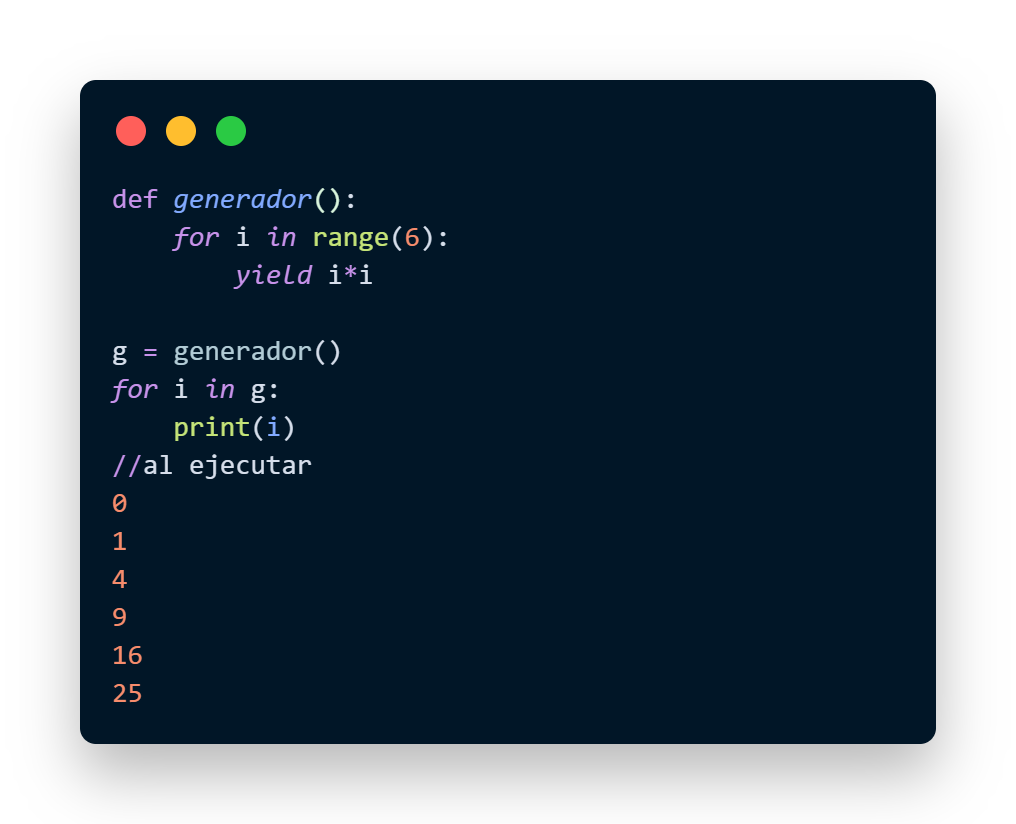 def generador():
    for i in range(6):
        yield i*i

g = generador()
for i in g:
    print(i)
//al ejecutar
0
1
4
9
16
25